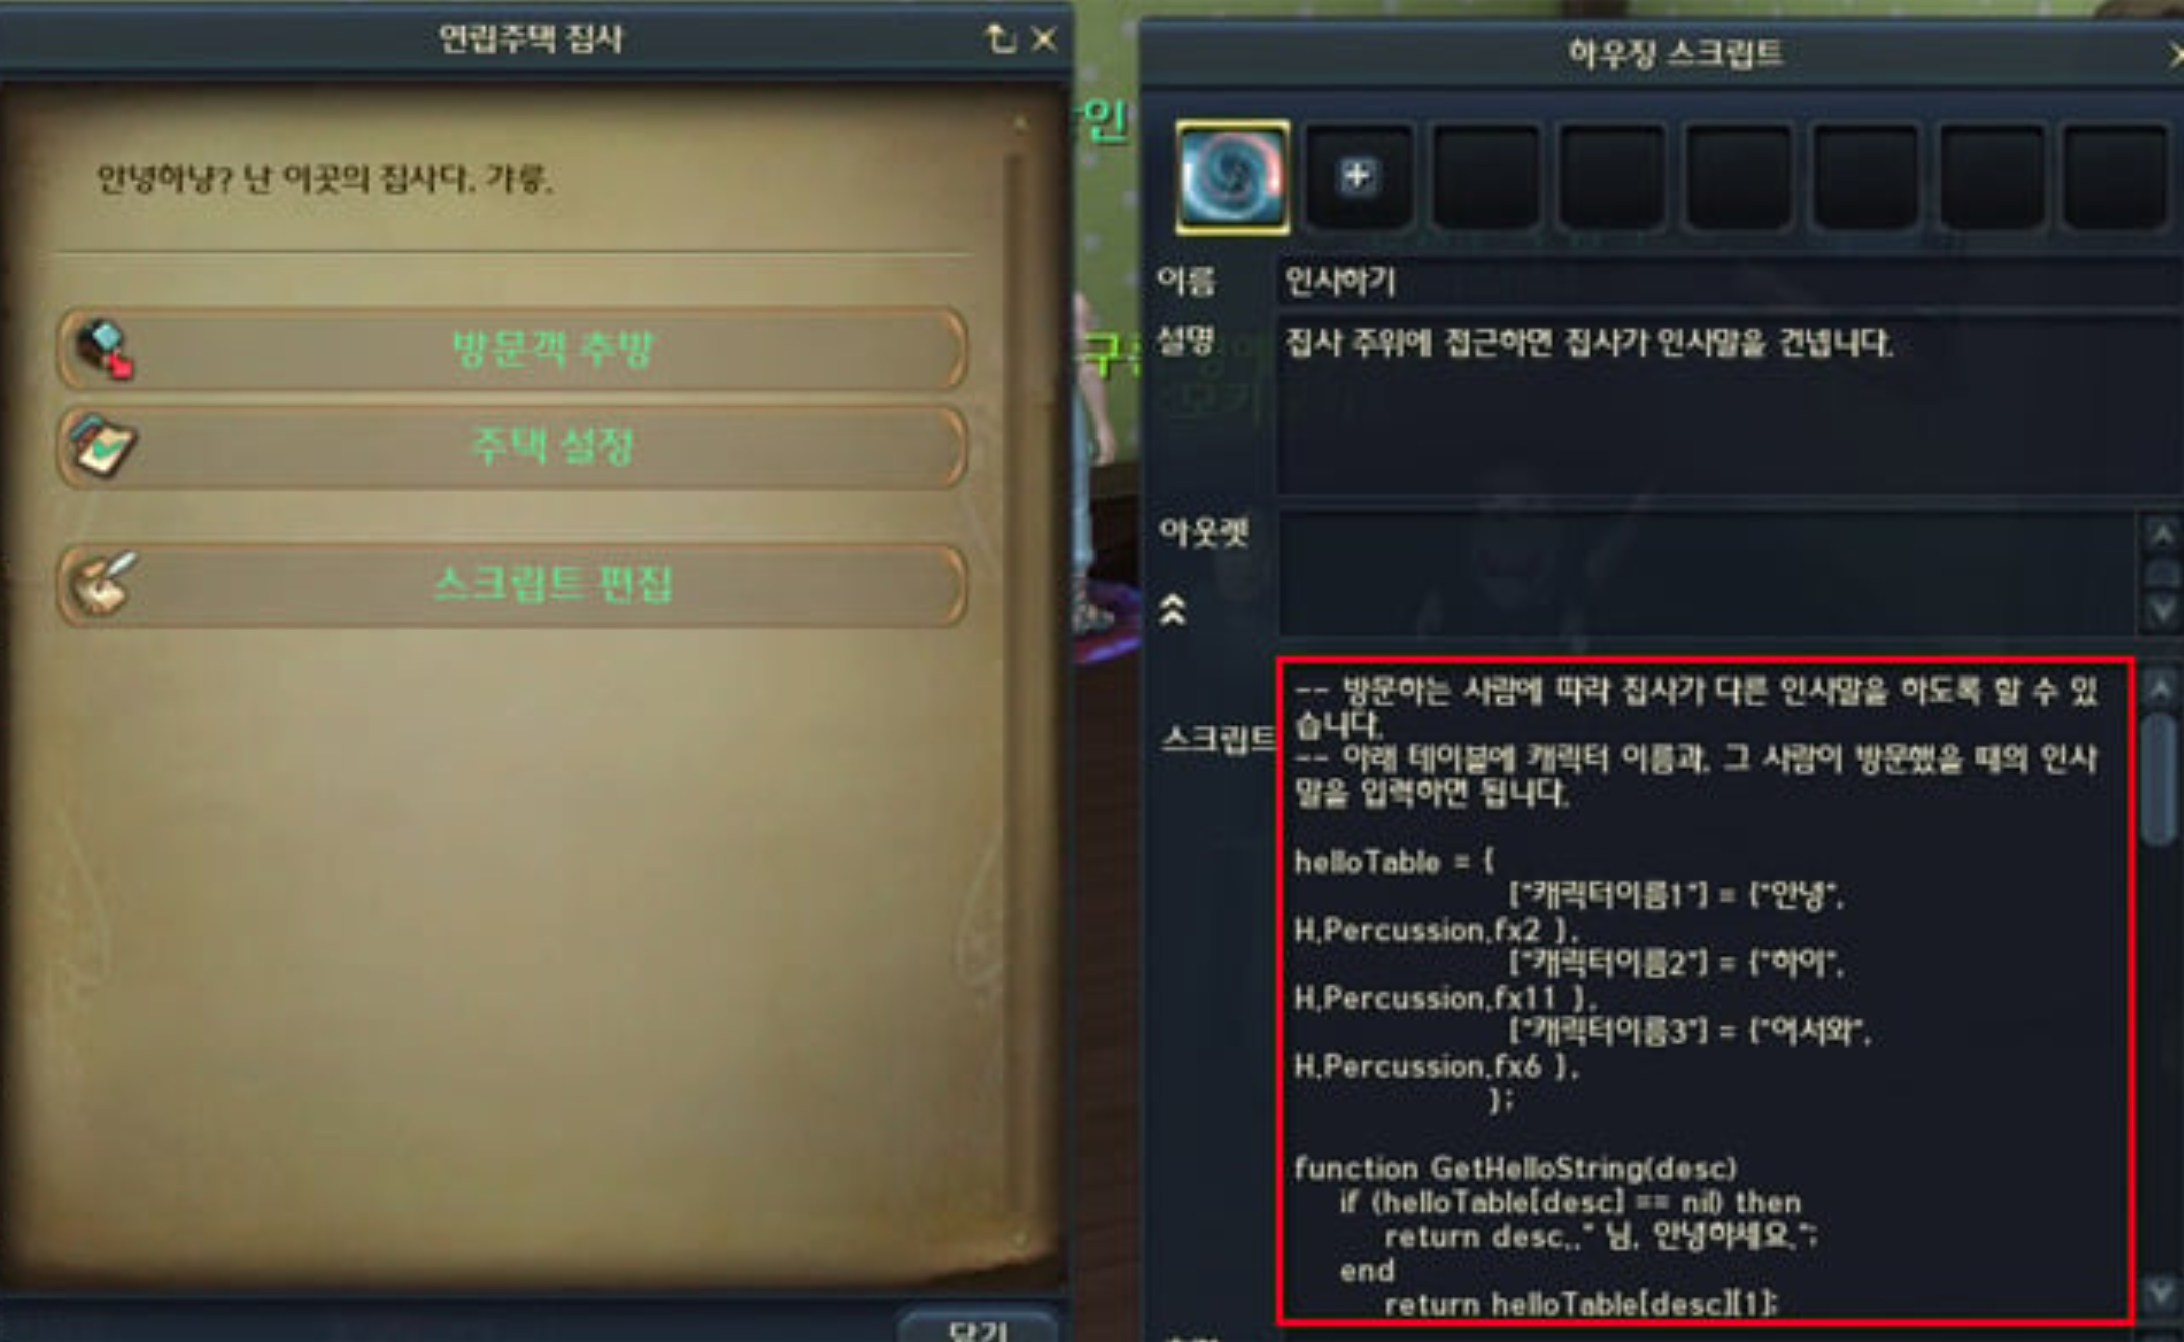 연립주택 집사
안녕하냥? 난 이곳의 집사다. 갸릉.
방문객 추방
주택 설정
스크립트 편집
닫기
인
하우징 스크립트
이름
인사하기
설명
집사 주위에 접근하면 집사가 인사말을 건넵니다.
아웃렛
스크립트
-- 방문하는 사람에 따라 집사가 다른 인사말을 하도록 할 수 있
습니다.
-- 아래 테이블에 캐릭터 이름과, 그 사람이 방문했을 때의 인사
말을 입력하면 됩니다.
helloTable = {
["캐릭터이름1"] = {"안녕",
H.Percussion.fx2 },
["캐릭터이름2"] = {"하이",
H.Percussion.fx11 },
["캐릭터이름3"] = {"어서와",
H.Percussion.fx6 },
};
function GetHelloString(desc)
if (helloTable[desc] == nil) then
return desc.." 님, 안녕하세요.";
end
return helloTable[desc][1];